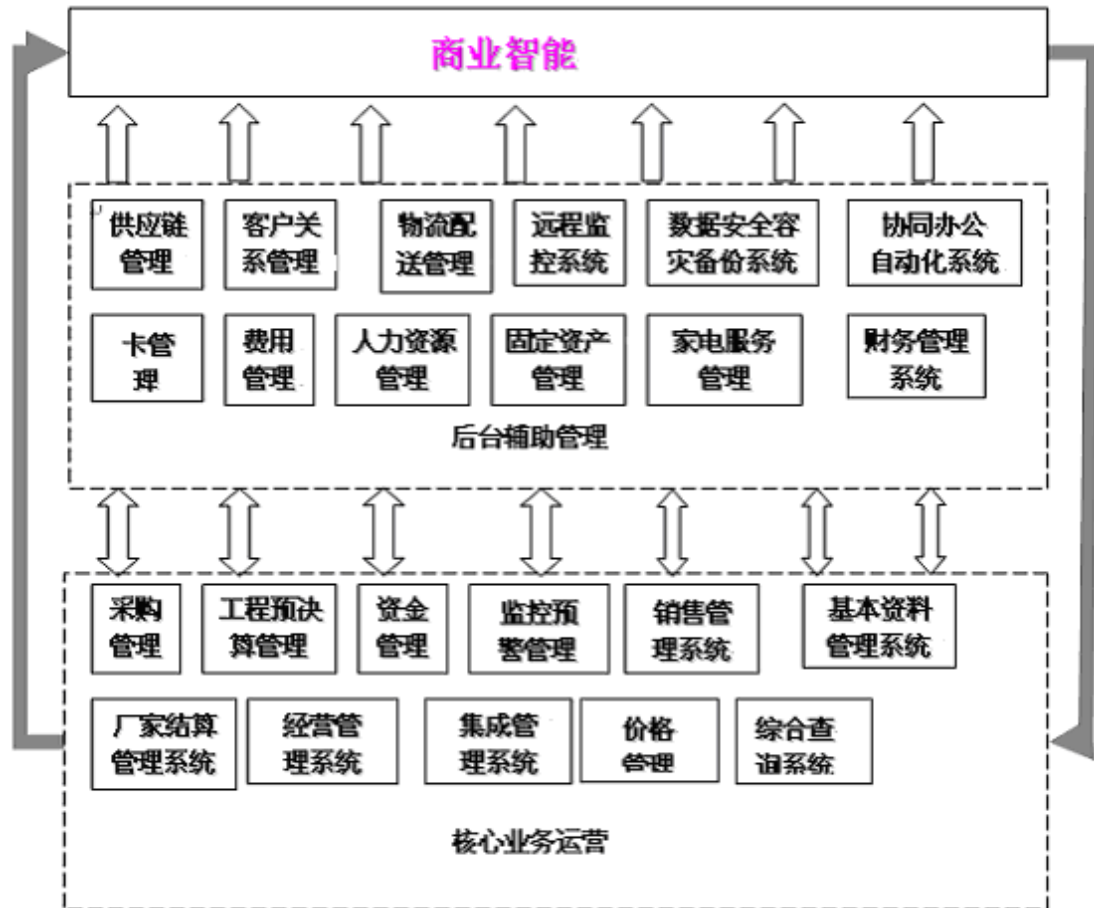 商业智能
供应链
管理
客户关
系管理
物流配
送管理
远程监
控系统
数据安全容
灾备份系统
协同办公
自动化系统
卡管
理
费用
管理
人力资源
管理
固定资产
管理
家电服务
管理
财务管理
系统
后台辅助管理
采购
管理
工程预决
算管理
资金
管理
监控预
警管理
销售管
理系统
基本资料
管理系统
厂家结算
管理系统
经营管
理系统
集成管
理系统
价格
管理
综合查
询系统
核心业务运营